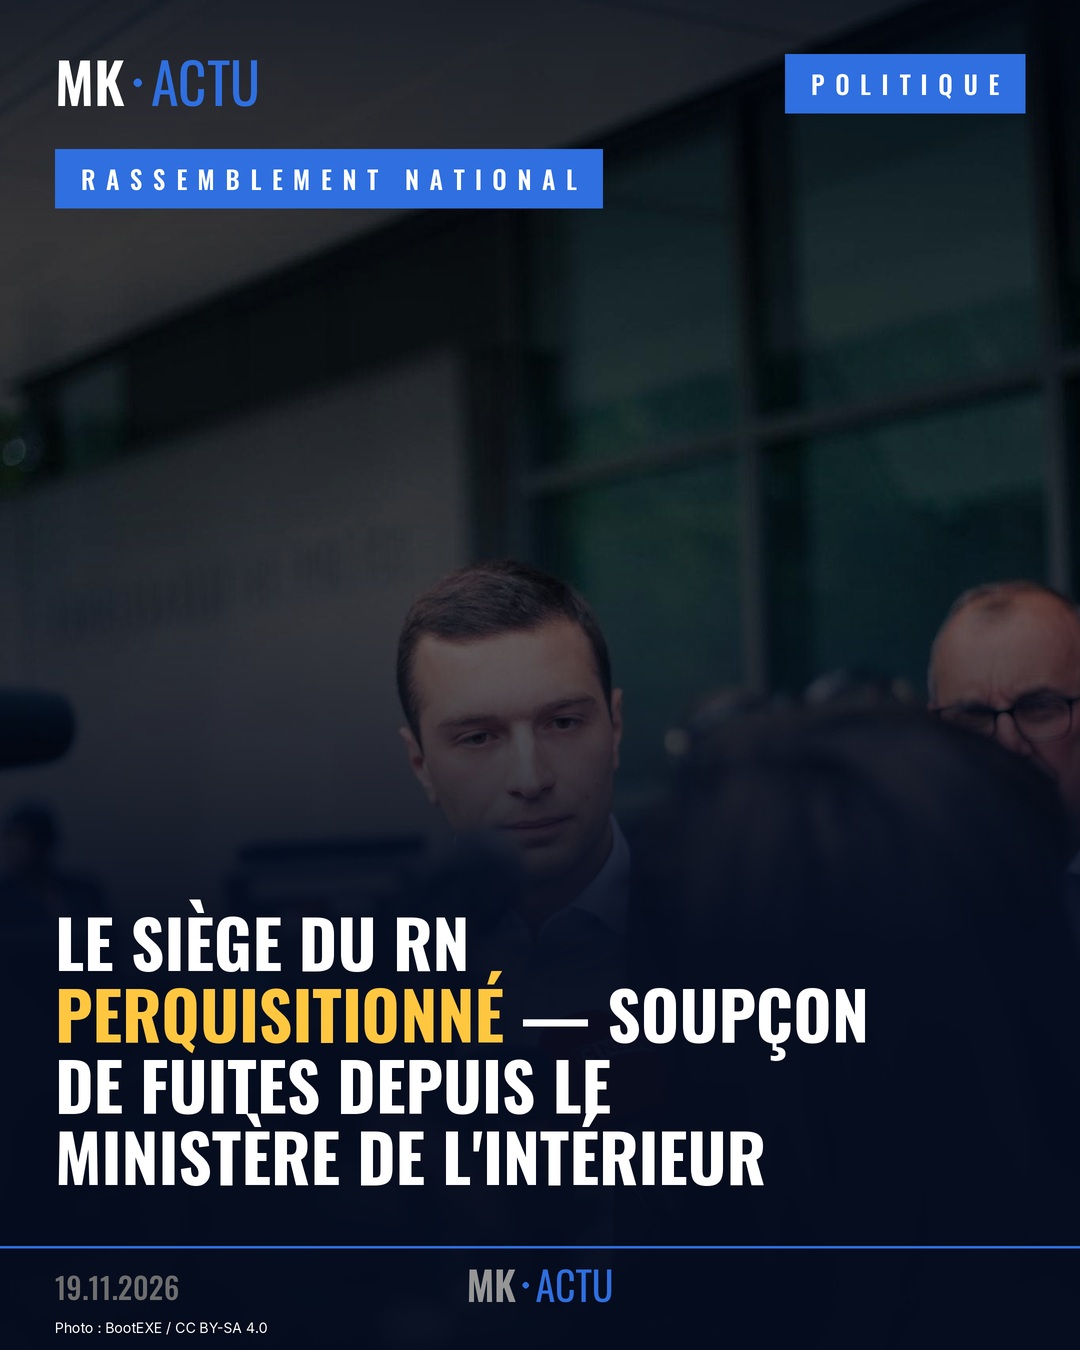 MK·ACTU
POLITIQUE
RASSEMBLEMENT NATIONAL
LE SIÈGE DU RN
PERQUISITIONNÉ — SOUPÇON
DE FUITES DEPUIS LE
MINISTÈRE DE L'INTÉRIEUR
19.11.2026
MK·ACTU
Photo : BootEXE / CC BY-SA 4.0